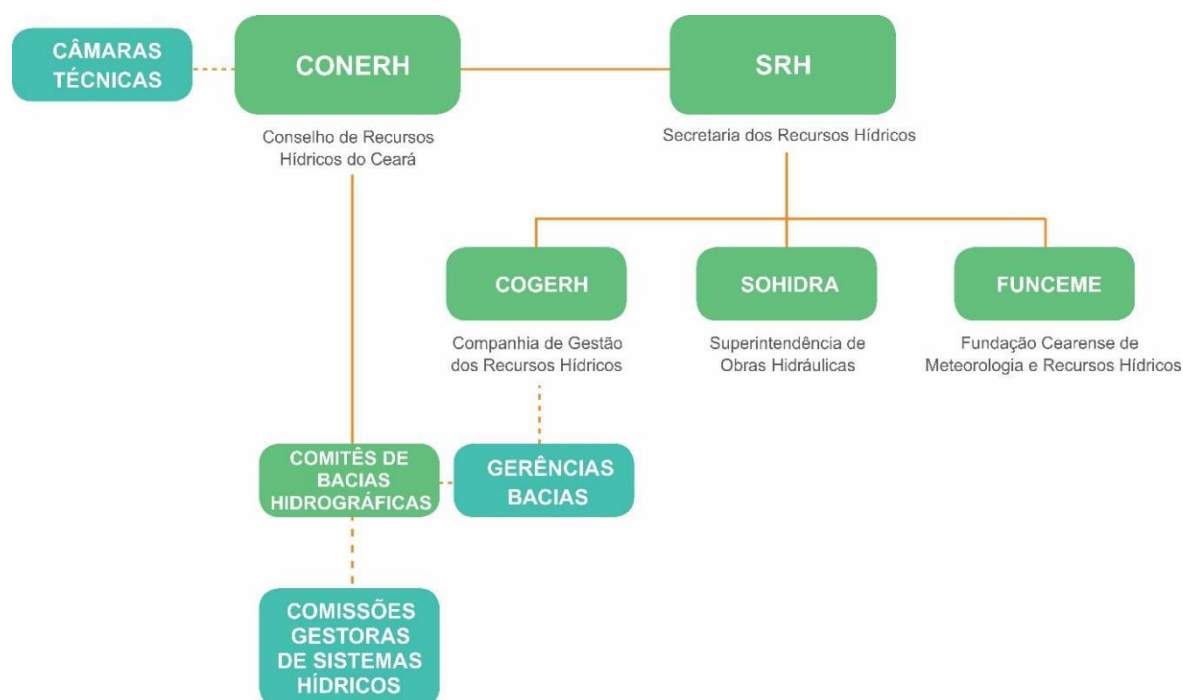 CÂMARAS
TÉCNICAS
CONERH
SRH
Conselho de Recursos
Hídricos do Ceará
Secretaria dos Recursos Hídricos
COGERH
SOHIDRA
FUNCEME
Companhia de Gestão
dos Recursos Hídricos
Superintendência de
Obras Hidráulicas
Fundação Cearense de
Meteorologia e Recursos Hídricos
COMITÊS DE
BACIAS
HIDROGRÁFICAS
GERÊNCIAS
BACIAS
COMISSÕES
GESTORAS
DE SISTEMAS
HÍDRICOS